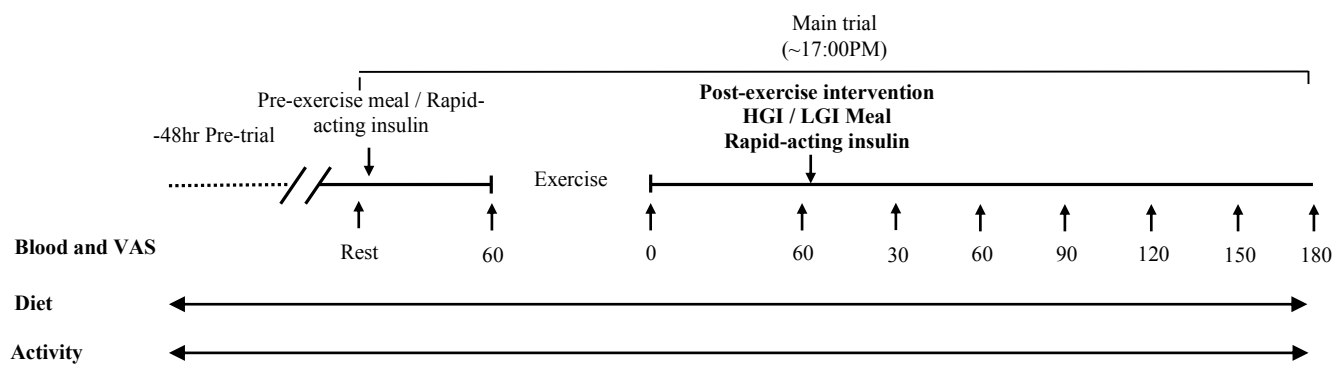 Main trial
(~17:00PM)
Pre-exercise meal / Rapid-
acting insulin
Post-exercise intervention
HGI / LGI Meal
Rapid-acting insulin
-48hr Pre-trial
Exercise
Blood and VAS
Rest 60 0 60 30 60 90 120 150 180
Diet
Activity